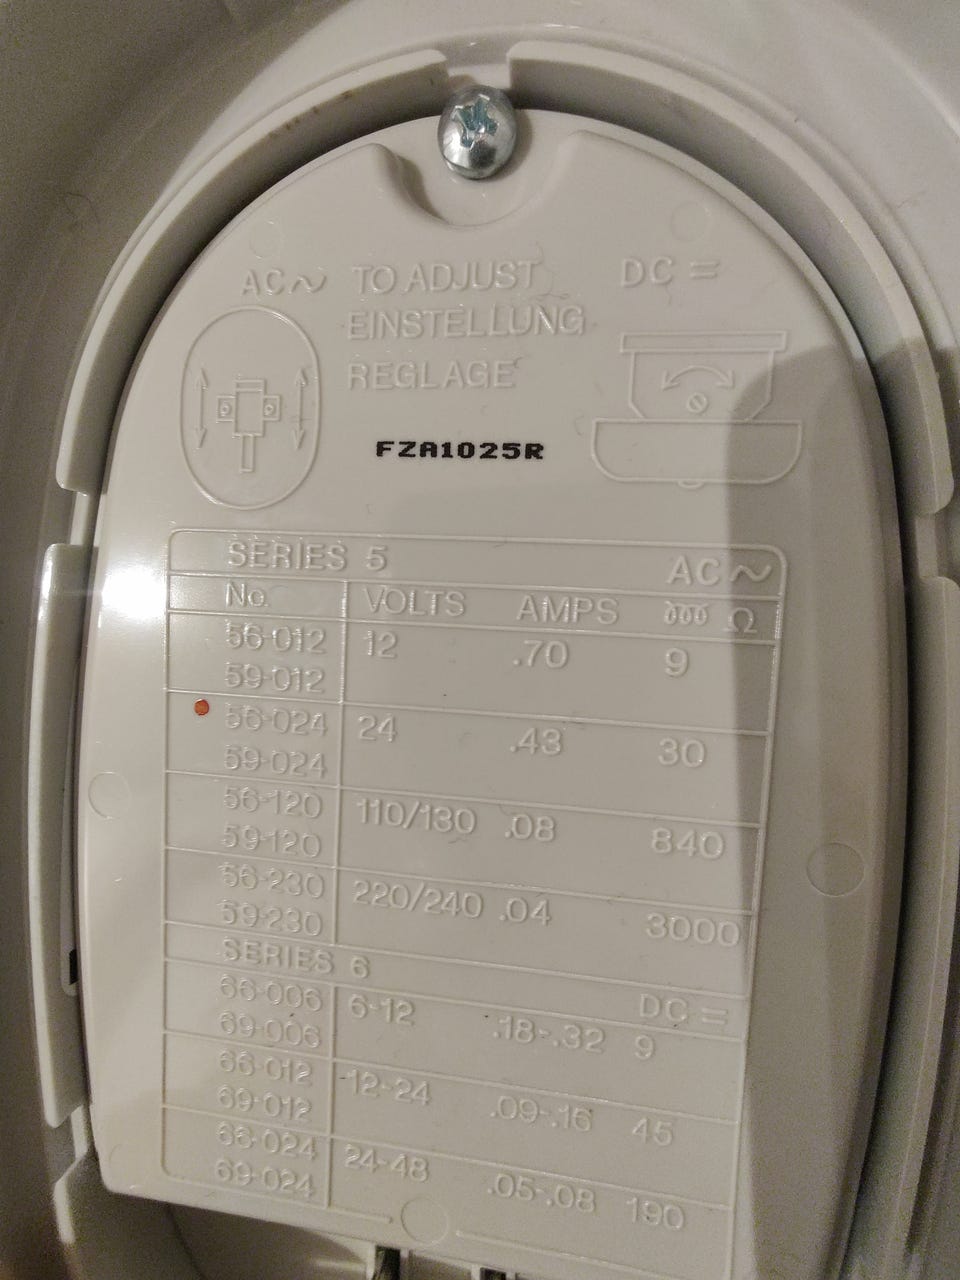 AC~ TO ADJUST DC =
EINSTELLUNG
REGLAGE
FZA1025R
SERIES 5 AC~
No. VOLTS AMPS Ω
56-012 12 .70 9
59-012
56-024 24 .43 30
59-024
56-120 110/130 .08 840
59-120
56-230 220/240 .04 3000
59-230
SERIES 6 DC =
66-006 6-12 .18-.32 9
69-006
66-012 12-24 .09-.16 45
69-012
66-024 24-48 .05-.08 190
69-024